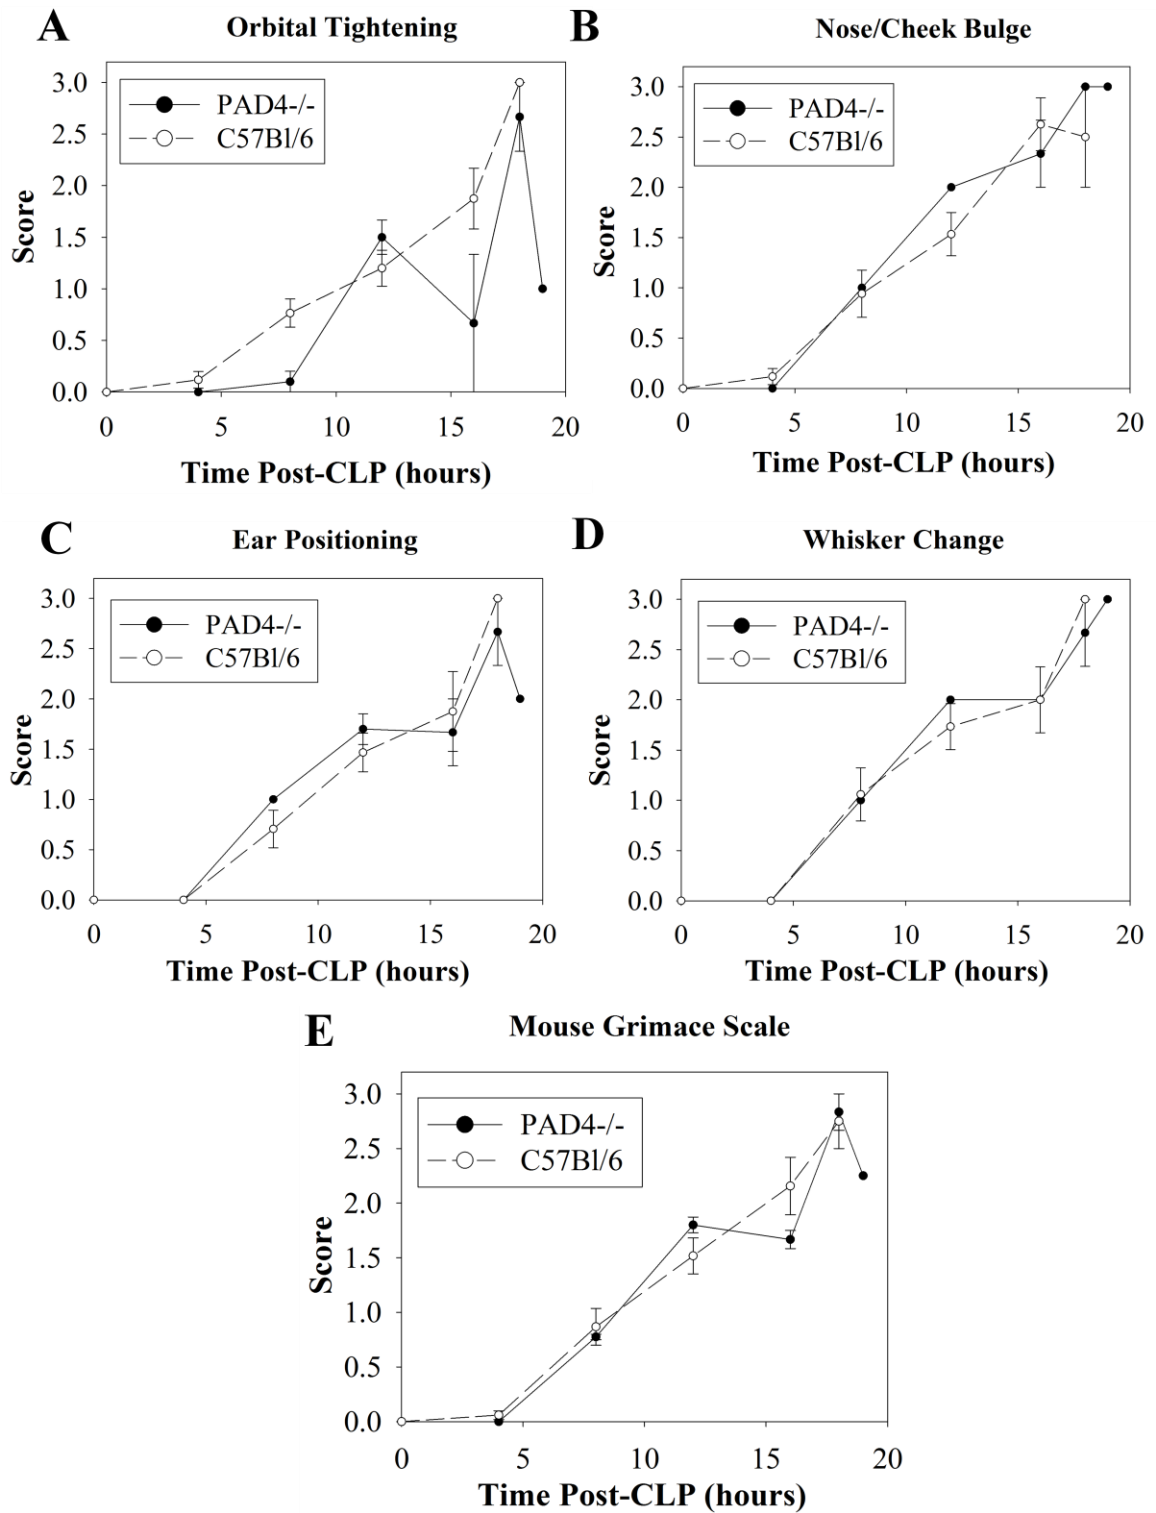 A
Orbital Tightening
PAD4-/-
C57Bl/6
3.0
2.5
2.0
1.5
1.0
0.5
0.0
Score
0 5 10 15 20
Time Post-CLP (hours)
B
Nose/Cheek Bulge
PAD4-/-
C57Bl/6
3.0
2.5
2.0
1.5
1.0
0.5
0.0
Score
0 5 10 15 20
Time Post-CLP (hours)
C
Ear Positioning
PAD4-/-
C57Bl/6
3.0
2.5
2.0
1.5
1.0
0.5
0.0
Score
0 5 10 15 20
Time Post-CLP (hours)
D
Whisker Change
PAD4-/-
C57Bl/6
3.0
2.5
2.0
1.5
1.0
0.5
0.0
Score
0 5 10 15 20
Time Post-CLP (hours)
E
Mouse Grimace Scale
PAD4-/-
C57Bl/6
3.0
2.5
2.0
1.5
1.0
0.5
0.0
Score
0 5 10 15 20
Time Post-CLP (hours)